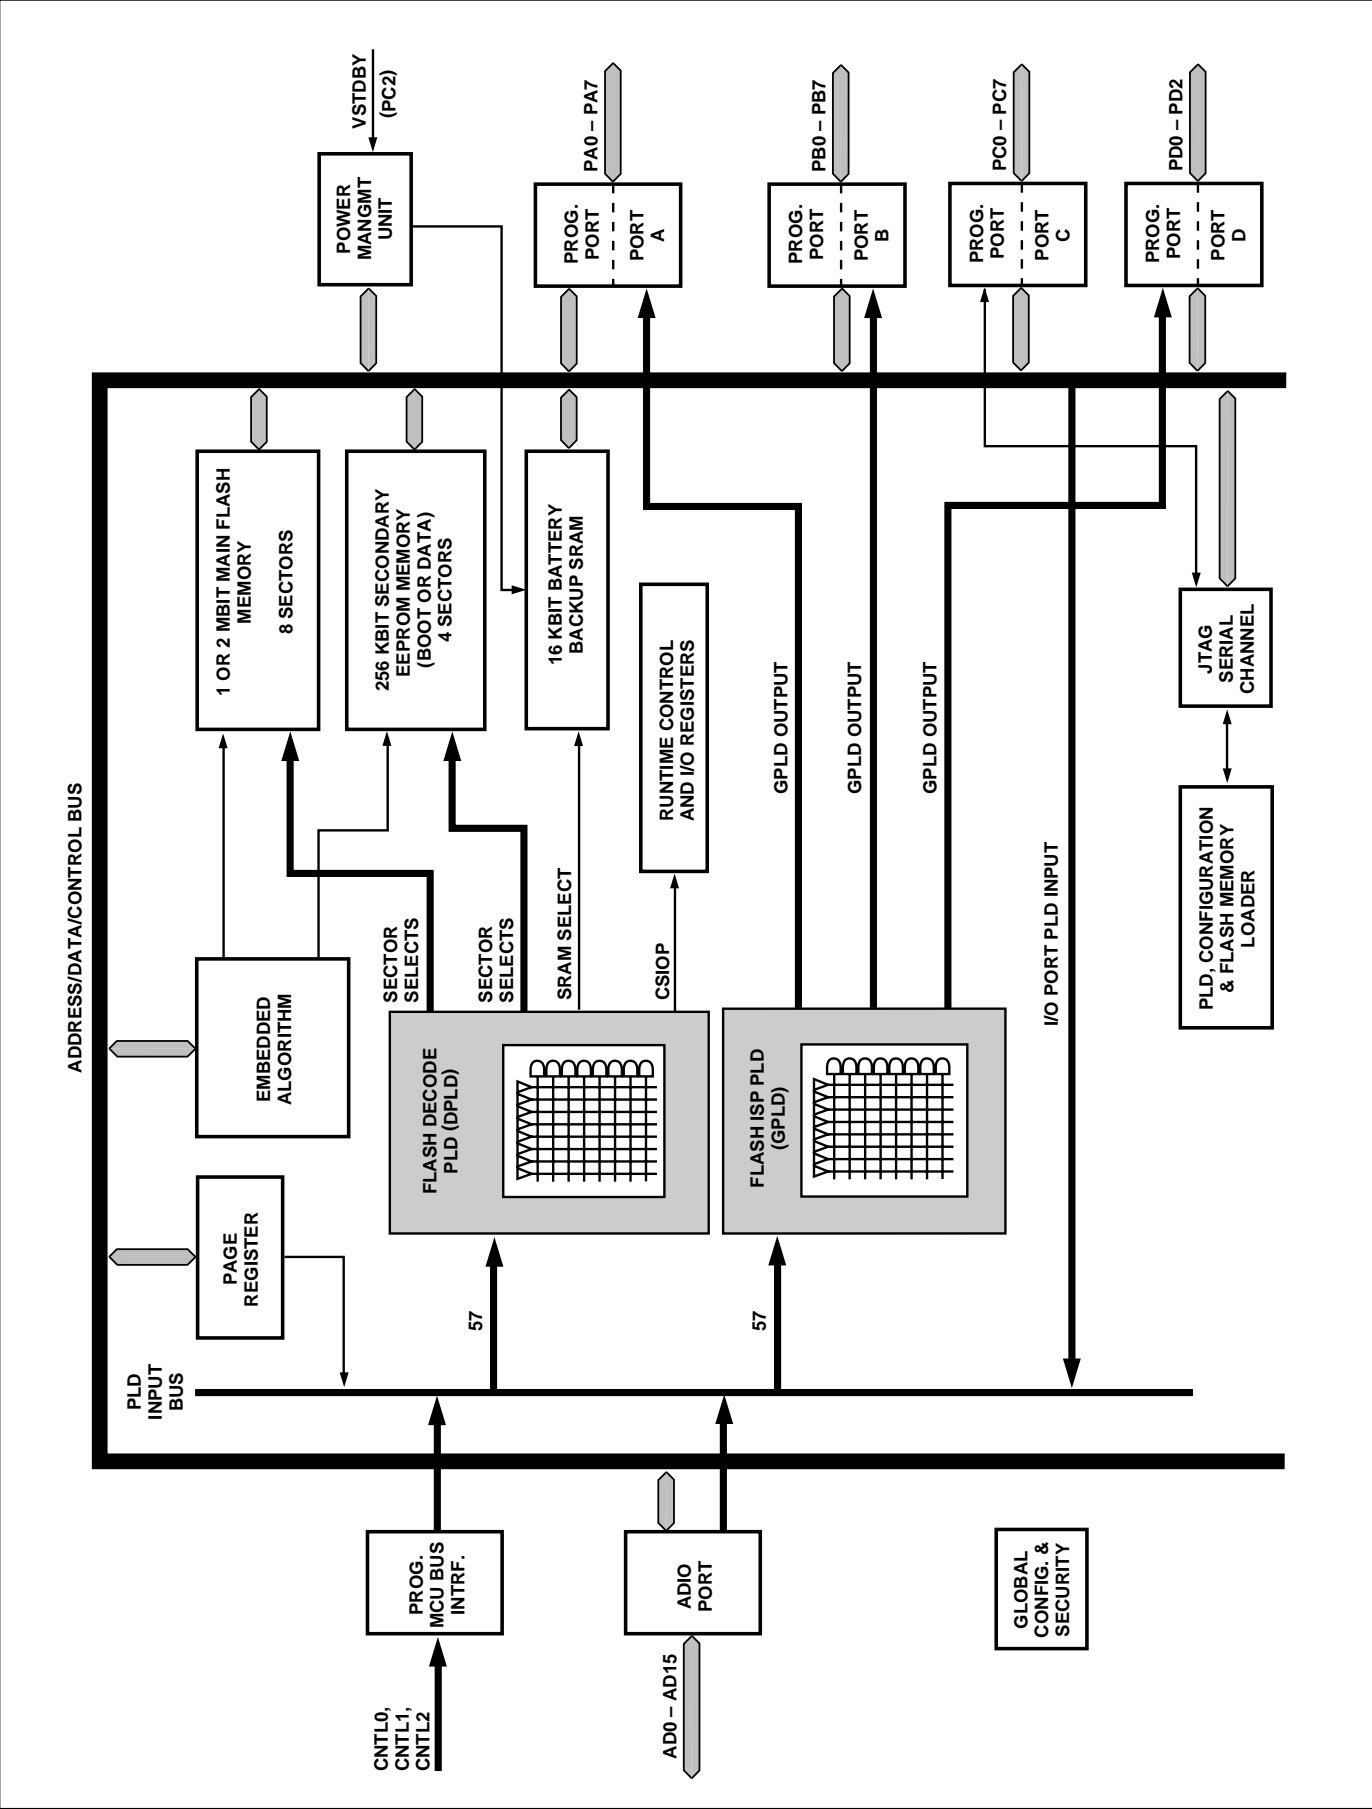 ADDRESS/DATA/CONTROL BUS
CNTL0,
CNTL1,
CNTL2
PROG.
MCU BUS
INTRF.
AD0 – AD15
ADIO
PORT
GLOBAL
CONFIG. &
SECURITY
PLD
INPUT
BUS
PAGE
REGISTER
EMBEDDED
ALGORITHM
57
57
FLASH DECODE
PLD (DPLD)
FLASH ISP PLD
(GPLD)
SECTOR
SELECTS
SECTOR
SELECTS
SRAM SELECT
CSIOP
1 OR 2 MBIT MAIN FLASH
MEMORY
8 SECTORS
256 KBIT SECONDARY
EEPROM MEMORY
(BOOT OR DATA)
4 SECTORS
16 KBIT BATTERY
BACKUP SRAM
RUNTIME CONTROL
AND I/O REGISTERS
GPLD OUTPUT
GPLD OUTPUT
GPLD OUTPUT
I/O PORT PLD INPUT
PLD, CONFIGURATION
& FLASH MEMORY
LOADER
JTAG
SERIAL
CHANNEL
POWER
MANGMT
UNIT
VSTDBY
(PC2)
PROG.
PORT
PORT
A
PA0 – PA7
PROG.
PORT
PORT
B
PB0 – PB7
PROG.
PORT
PORT
C
PC0 – PC7
PROG.
PORT
PORT
D
PD0 – PD2